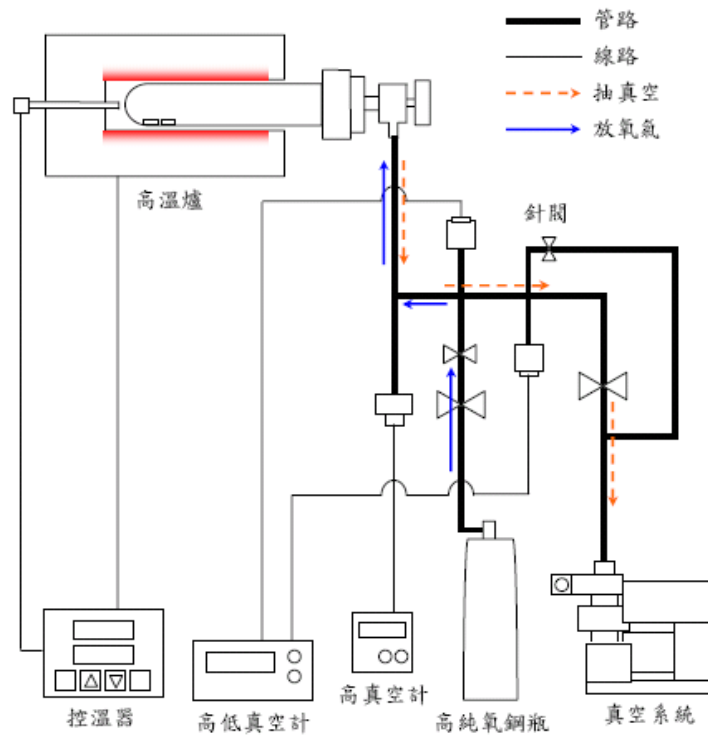 管路
線路
抽真空
放氧氣
高溫爐
針閥
控溫器
高低真空計
高真空計
高純氧鋼瓶
真空系統